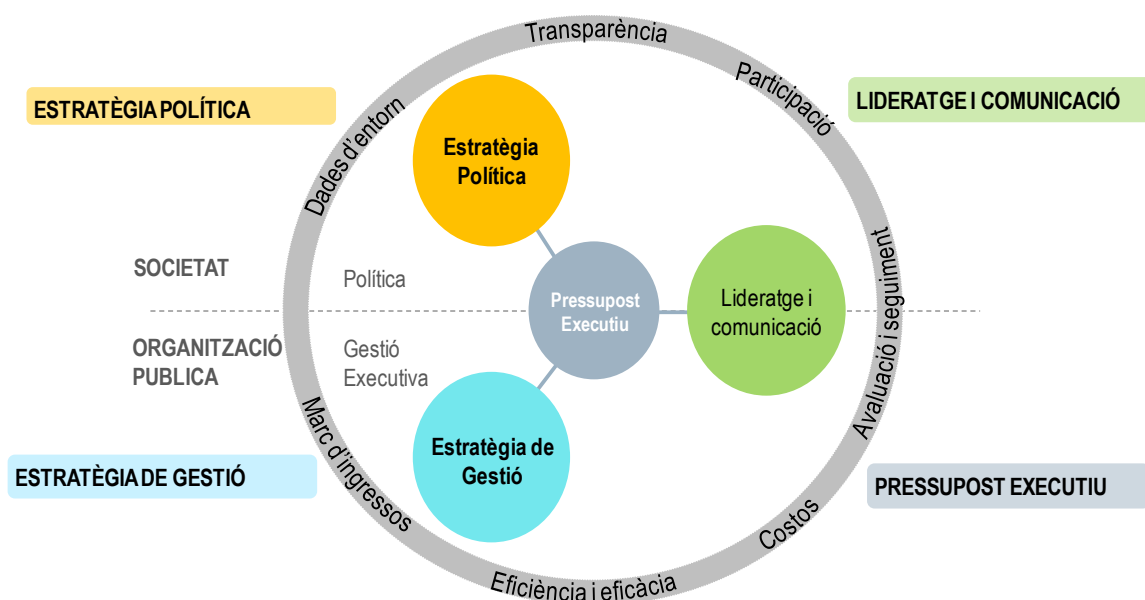 Transparència
Participació
Dades d'entorn
ESTRATÈGIA POLÍTICA
LIDERATGE I COMUNICACIÓ
Estratègia
Política
SOCIETAT
Política
Pressupost
Executiu
Lideratge i
comunicació
Avaluació i seguiment
ORGANITZACIÓ
PUBLICA
Gestió
Executiva
Marc d'ingressos
Estratègia de
Gestió
ESTRATÈGIA DE GESTIÓ
PRESSUPOST EXECUTIU
Costos
Eficiència i eficàcia